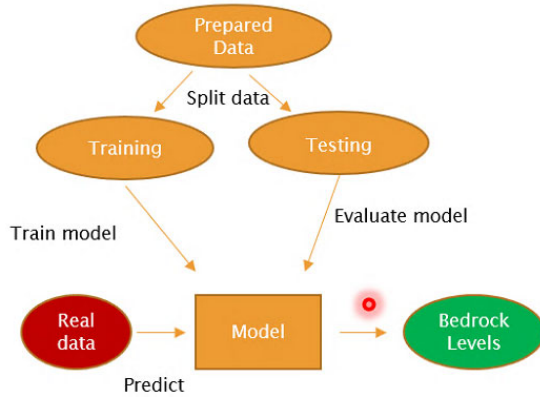 Prepared
Data
Split data
Training
Testing
Train model
Evaluate model
Real
data
Model
Bedrock
Levels
Predict